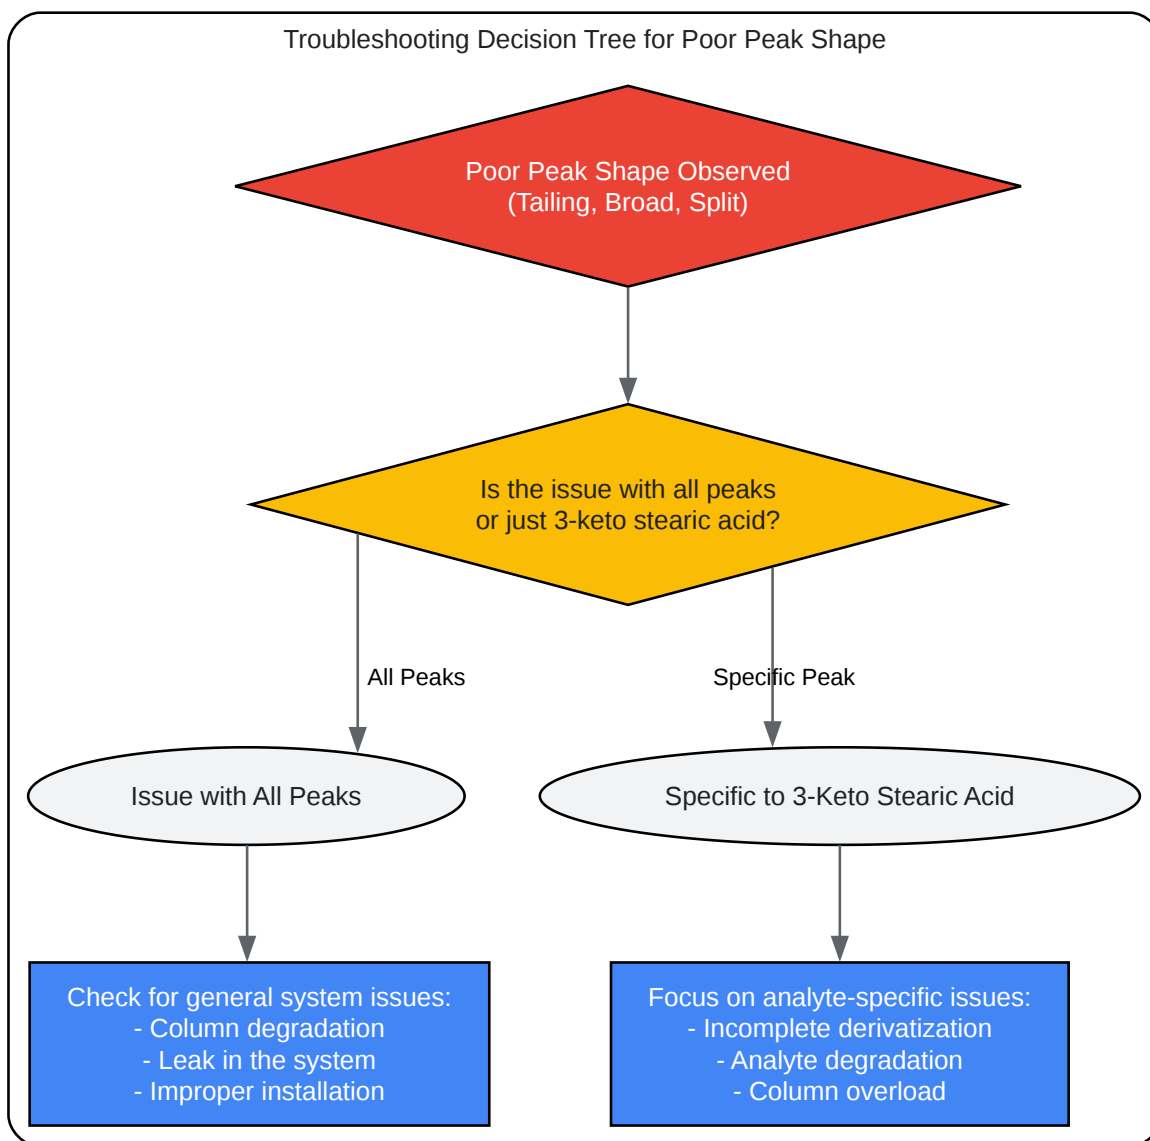 Troubleshooting Decision Tree for Poor Peak Shape
Poor Peak Shape Observed
(Tailing, Broad, Split)
Is the issue with all peaks
or just 3-keto stearic acid?
All Peaks
Specific Peak
Issue with All Peaks
Specific to 3-Keto Stearic Acid
Check for general system issues:
- Column degradation
- Leak in the system
- Improper installation
Focus on analyte-specific issues:
- Incomplete derivatization
- Analyte degradation
- Column overload